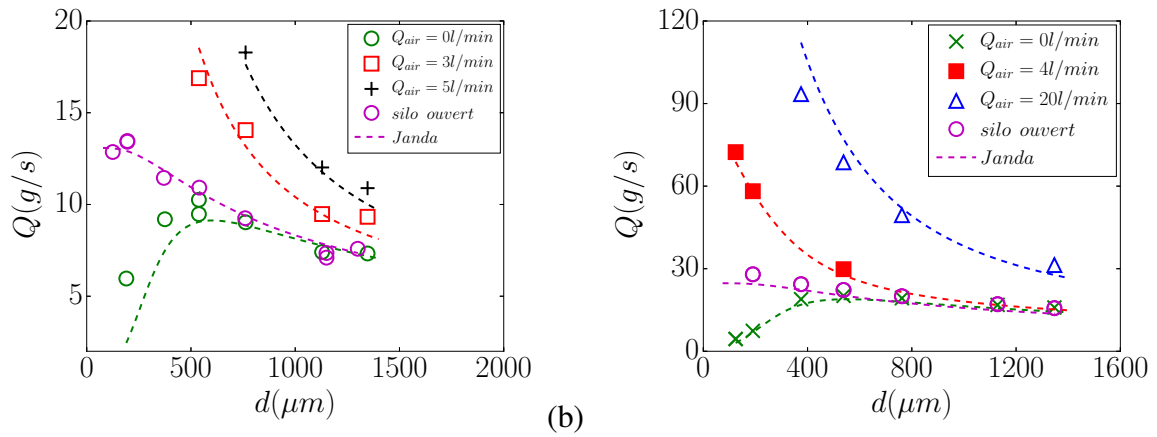 20
15
10
5
0
500
1000
1500
2000
Q(g/s)
d(μm)
Q_air = 0l/min
Q_air = 3l/min
Q_air = 5l/min
silo ouvert
Janda
(b)
120
90
60
30
0
0
400
800
1200
1600
Q(g/s)
d(μm)
Q_air = 0l/min
Q_air = 4l/min
Q_air = 20l/min
silo ouvert
Janda